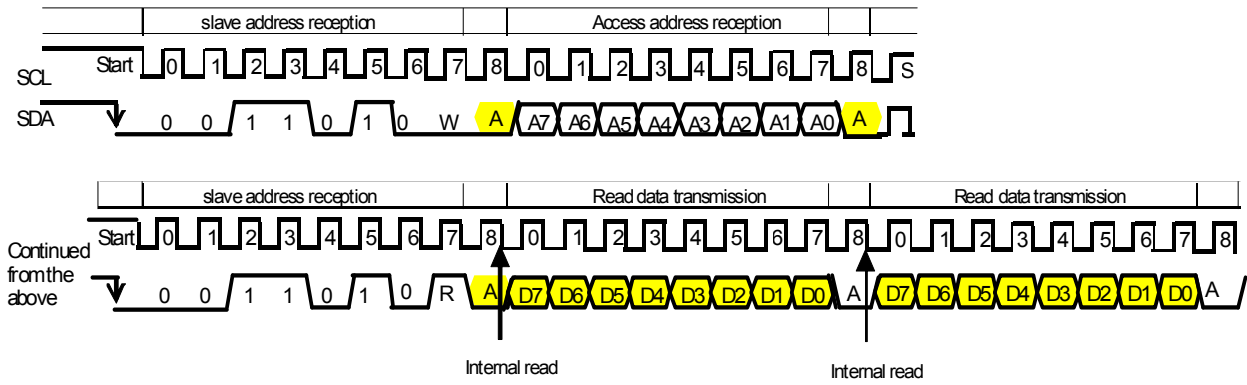 slave address reception Access address reception
SCL Start 0 1 2 3 4 5 6 7 8 0 1 2 3 4 5 6 7 8 S
SDA 0 0 1 1 0 1 0 W A A7 A6 A5 A4 A3 A2 A1 A0 A
slave address reception Read data transmission Read data transmission
Start 0 1 2 3 4 5 6 7 8 0 1 2 3 4 5 6 7 8 0 1 2 3 4 5 6 7 8
Continued
from the
above
0 0 1 1 0 1 0 R A D7 D6 D5 D4 D3 D2 D1 D0 A D7 D6 D5 D4 D3 D2 D1 D0 A
Internal read Internal read